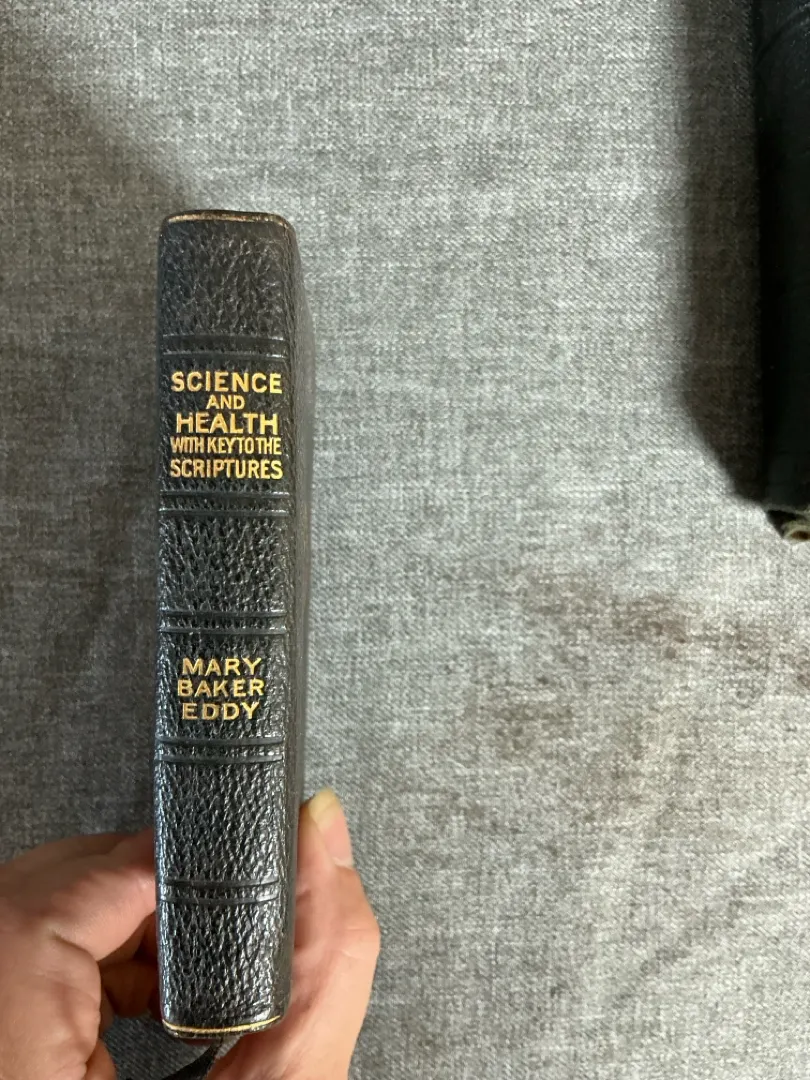 SCIENCE
AND
HEALTH
WITH KEY TO THE
SCRIPTURES
MARY
BAKER
EDDY